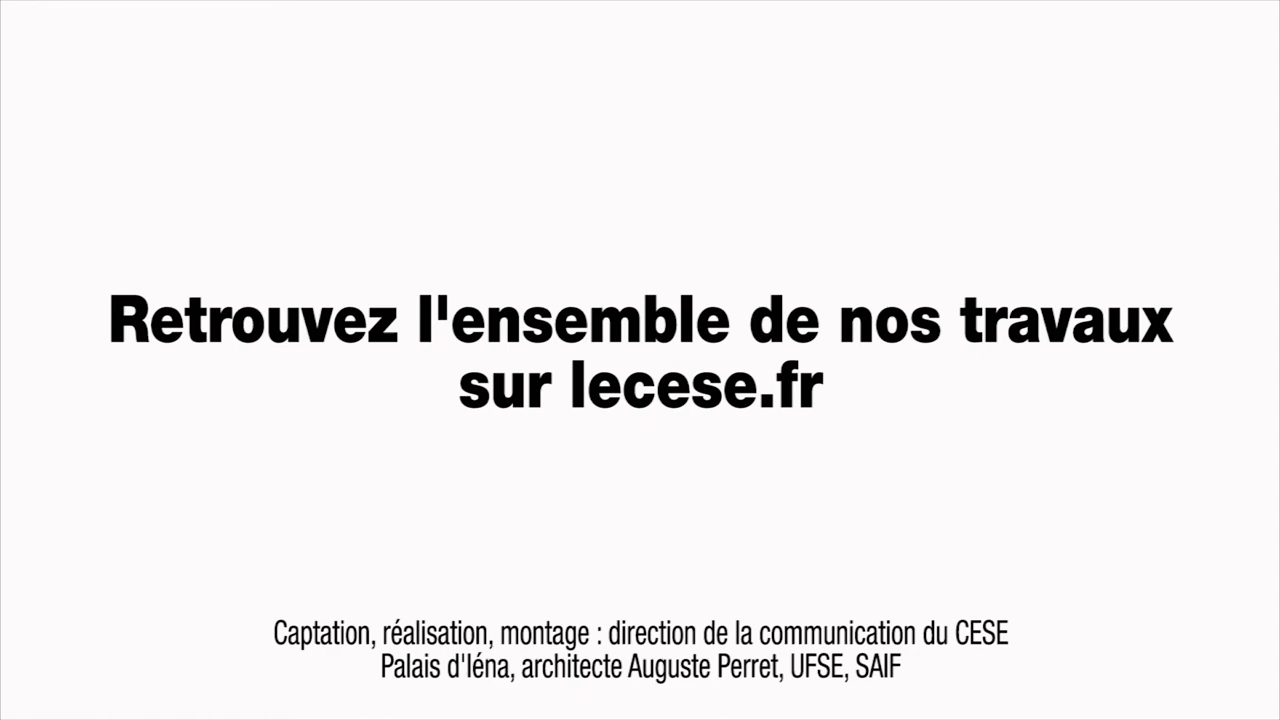 Retrouvez l'ensemble de nos travaux
sur lecese.fr
Captation, réalisation, montage : direction de la communication du CESE
Palais d'Iéna, architecte Auguste Perret, UFSE, SAIF